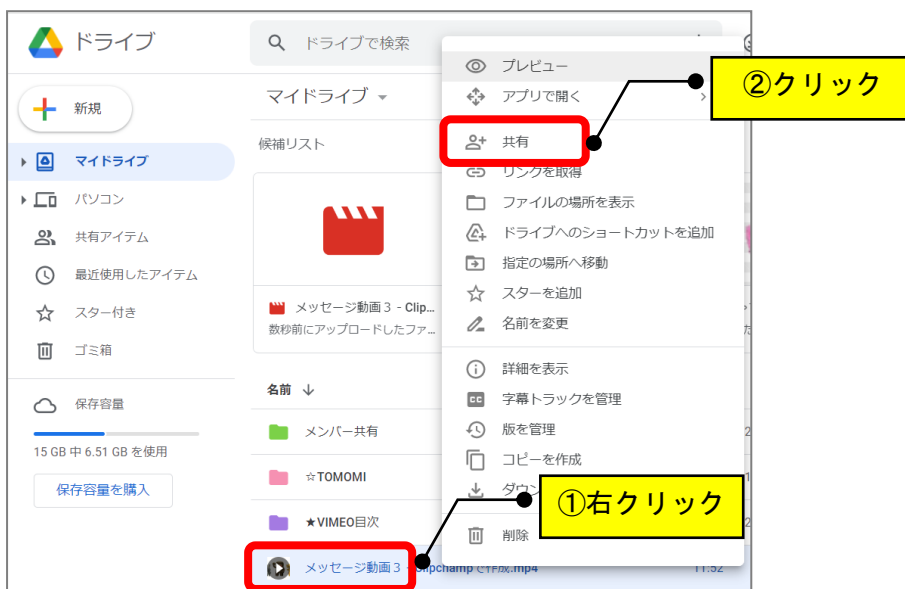 ドライブ
ドライブで検索
新規
マイドライブ
パソコン
共有アイテム
最近使用したアイテム
スター付き
ゴミ箱
保存容量
15 GB 中 6.51 GB を使用
保存容量を購入
マイドライブ
候補リスト
メッセージ動画３ - Clip...
数秒前にアップロードしたファ...
名前
メンバー共有
☆TOMOMI
★VIMEO目次
メッセージ動画３ - Clipchampで作成.mp4
11:52
プレビュー
アプリで開く
共有
リンクを取得
ファイルの場所を表示
ドライブへのショートカットを追加
指定の場所へ移動
スターを追加
名前を変更
詳細を表示
字幕トラックを管理
版を管理
コピーを作成
ダウン
削除
②クリック
①右クリック